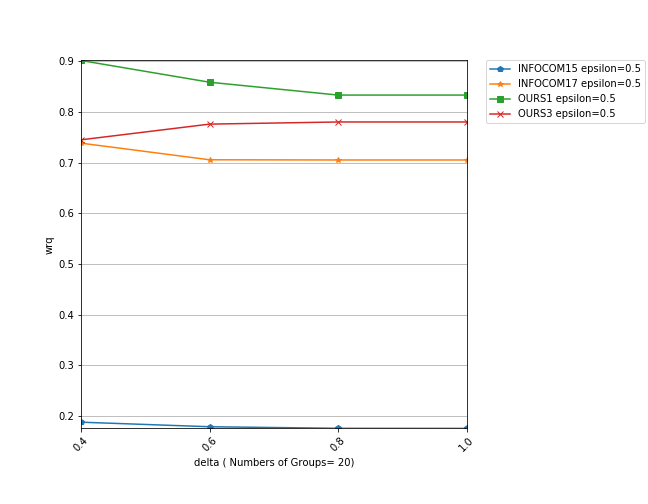 INFOCOM15 epsilon=0.5
INFOCOM17 epsilon=0.5
OURS1 epsilon=0.5
OURS3 epsilon=0.5
wrq
0.9
0.8
0.7
0.6
0.5
0.4
0.3
0.2
0.4
0.6
0.8
1.0
delta ( Numbers of Groups= 20)